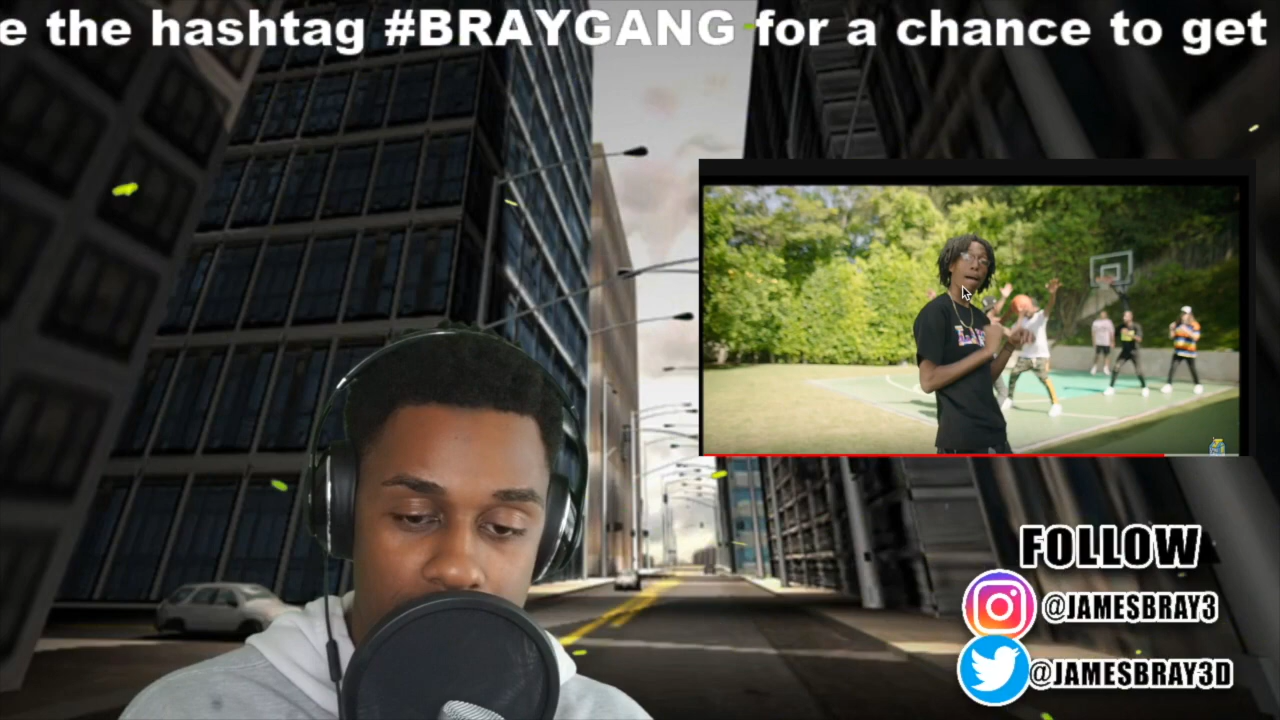 e the hashtag #BRAYGANG for a chance to get
FOLLOW
@JAMESBRAY3
@JAMESBRAY3D